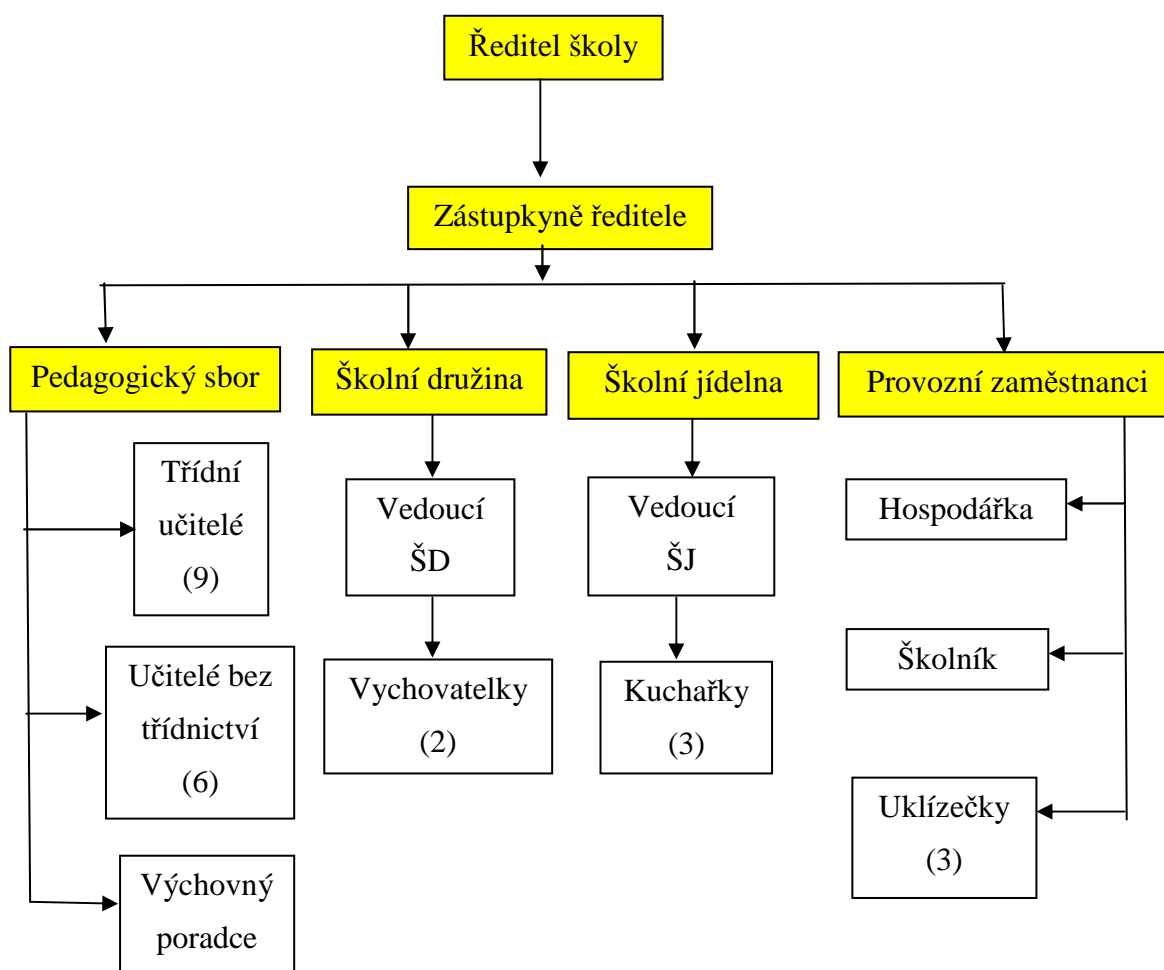 Ředitel školy
Zástupkyně ředitele
Pedagogický sbor
Školní družina
Školní jídelna
Provozní zaměstnanci
Třídní
učitelé
(9)
Učitelé bez
třídnictví
(6)
Výchovný
poradce
Vedoucí
ŠD
Vychovatelky
(2)
Vedoucí
ŠJ
Kuchařky
(3)
Hospodářka
Školník
Uklízečky
(3)